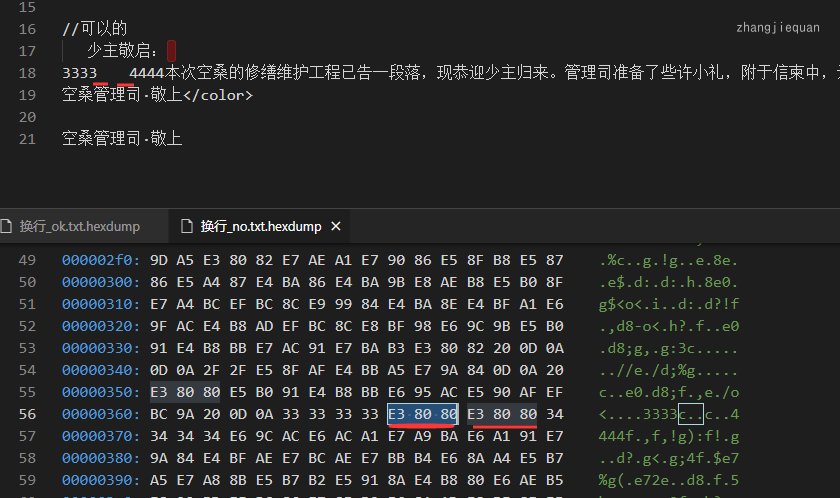 15
16 //可以的 zhangjiequan
17 少主敬启:
18 3333  4444本次空桑的修缮维护工程已告一段落，现恭迎少主归来。管理司准备了些许小礼，附于信柬中，
19 空桑管理司·敬上</color>
20
21 空桑管理司·敬上
换行_ok.txt.hexdump 换行_no.txt.hexdump ×
49 000002f0: 9D A5 E3 80 82 E7 AE A1 E7 90 86 E5 8F B8 E5 87 .%c..g.!g..e.8e.
50 00000300: 86 E5 A4 87 E4 BA 86 E4 BA 9B E8 AE B8 E5 B0 8F .e$.d:.d:.h.8e0.
51 00000310: E7 A4 BC EF BC 8C E9 99 84 E4 BA 8E E4 BF A1 E6 g$<o<.i..d:.d?!f
52 00000320: 9F AC E4 B8 AD EF BC 8C E8 BF 98 E6 9C 9B E5 B0 .,d8-o<.h?.f..e0
53 00000330: 91 E4 B8 BB E7 AC 91 E7 BA B3 E3 80 82 20 0D 0A .d8;g,.g:3c.....
54 00000340: 0D 0A 2F 2F E5 8F AF E4 BB A5 E7 9A 84 0D 0A 20 ..//e./d;%g.....
55 00000350: E3 80 80 E5 B0 91 E4 B8 BB E6 95 AC E5 90 AF EF c..e0.d8;f.,e./o
56 00000360: BC 9A 20 0D 0A 33 33 33 33 E3 80 80 E3 80 80 34 <....3333c..c..4
57 00000370: 34 34 34 E6 9C AC E6 AC A1 E7 A9 BA E6 A1 91 E7 444f.,f,!g):f!.g
58 00000380: 9A 84 E4 BF AE E7 BC AE E7 BB B4 E6 8A A4 E5 B7 ..d?.g<.g;4f.$e7
59 00000390: A5 E7 A8 8B E5 B7 B2 E5 91 8A E4 B8 80 E6 AE B5 %g(.e72e..d8.f.5